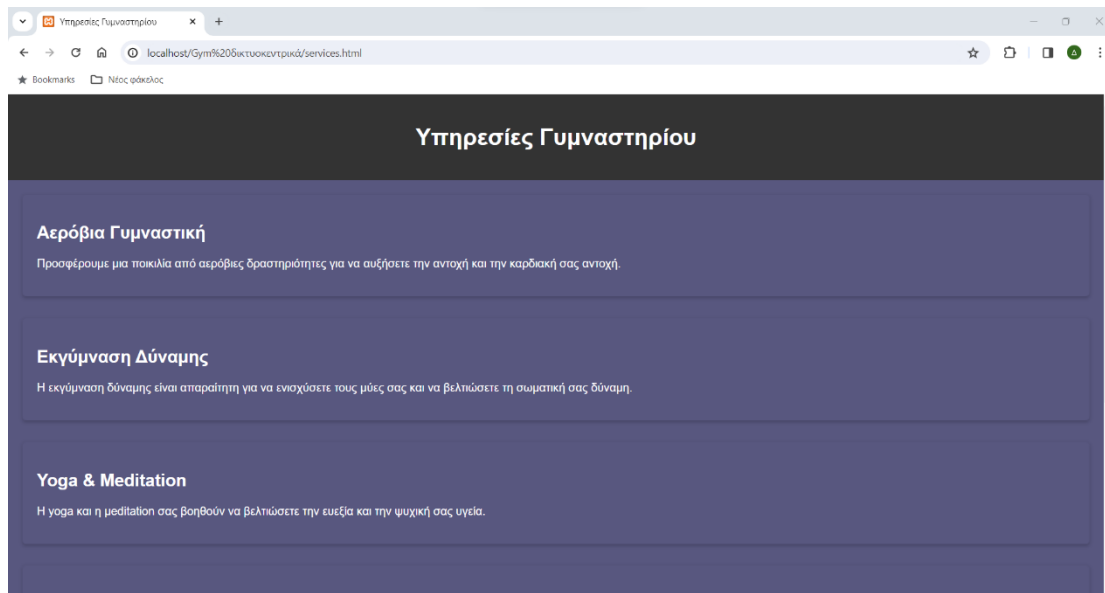 Υπηρεσίες Γυμναστηρίου
localhost/Gym%20δικτυοκεντρικά/services.html
Bookmarks Νέος φάκελος
Υπηρεσίες Γυμναστηρίου
Αερόβια Γυμναστική
Προσφέρουμε μια ποικιλία από αερόβιες δραστηριότητες για να αυξήσετε την αντοχή και την καρδιακή σας αντοχή.
Εκγύμναση Δύναμης
Η εκγύμναση δύναμης είναι απαραίτητη για να ενισχύσετε τους μύες σας και να βελτιώσετε τη σωματική σας δύναμη.
Yoga & Meditation
Η yoga και η μeditation σας βοηθούν να βελτιώσετε την ευεξία και την ψυχική σας υγεία.